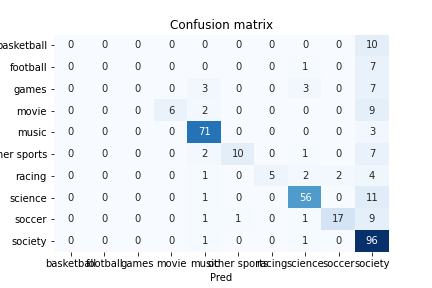 Confusion matrix
basketball 0 0 0 0 0 0 0 0 0 10
football 0 0 0 0 0 0 0 1 0 7
games 0 0 0 0 3 0 0 3 0 7
movie 0 0 0 6 2 0 0 0 0 9
music 0 0 0 0 71 0 0 0 0 3
her sports 0 0 0 0 2 10 0 1 0 7
racing 0 0 0 0 1 0 5 2 2 4
science 0 0 0 0 1 0 0 56 0 11
soccer 0 0 0 0 1 1 0 1 17 9
society 0 0 0 0 1 0 0 1 0 96
basketball football games movie music other sports racing science soccer society
Pred